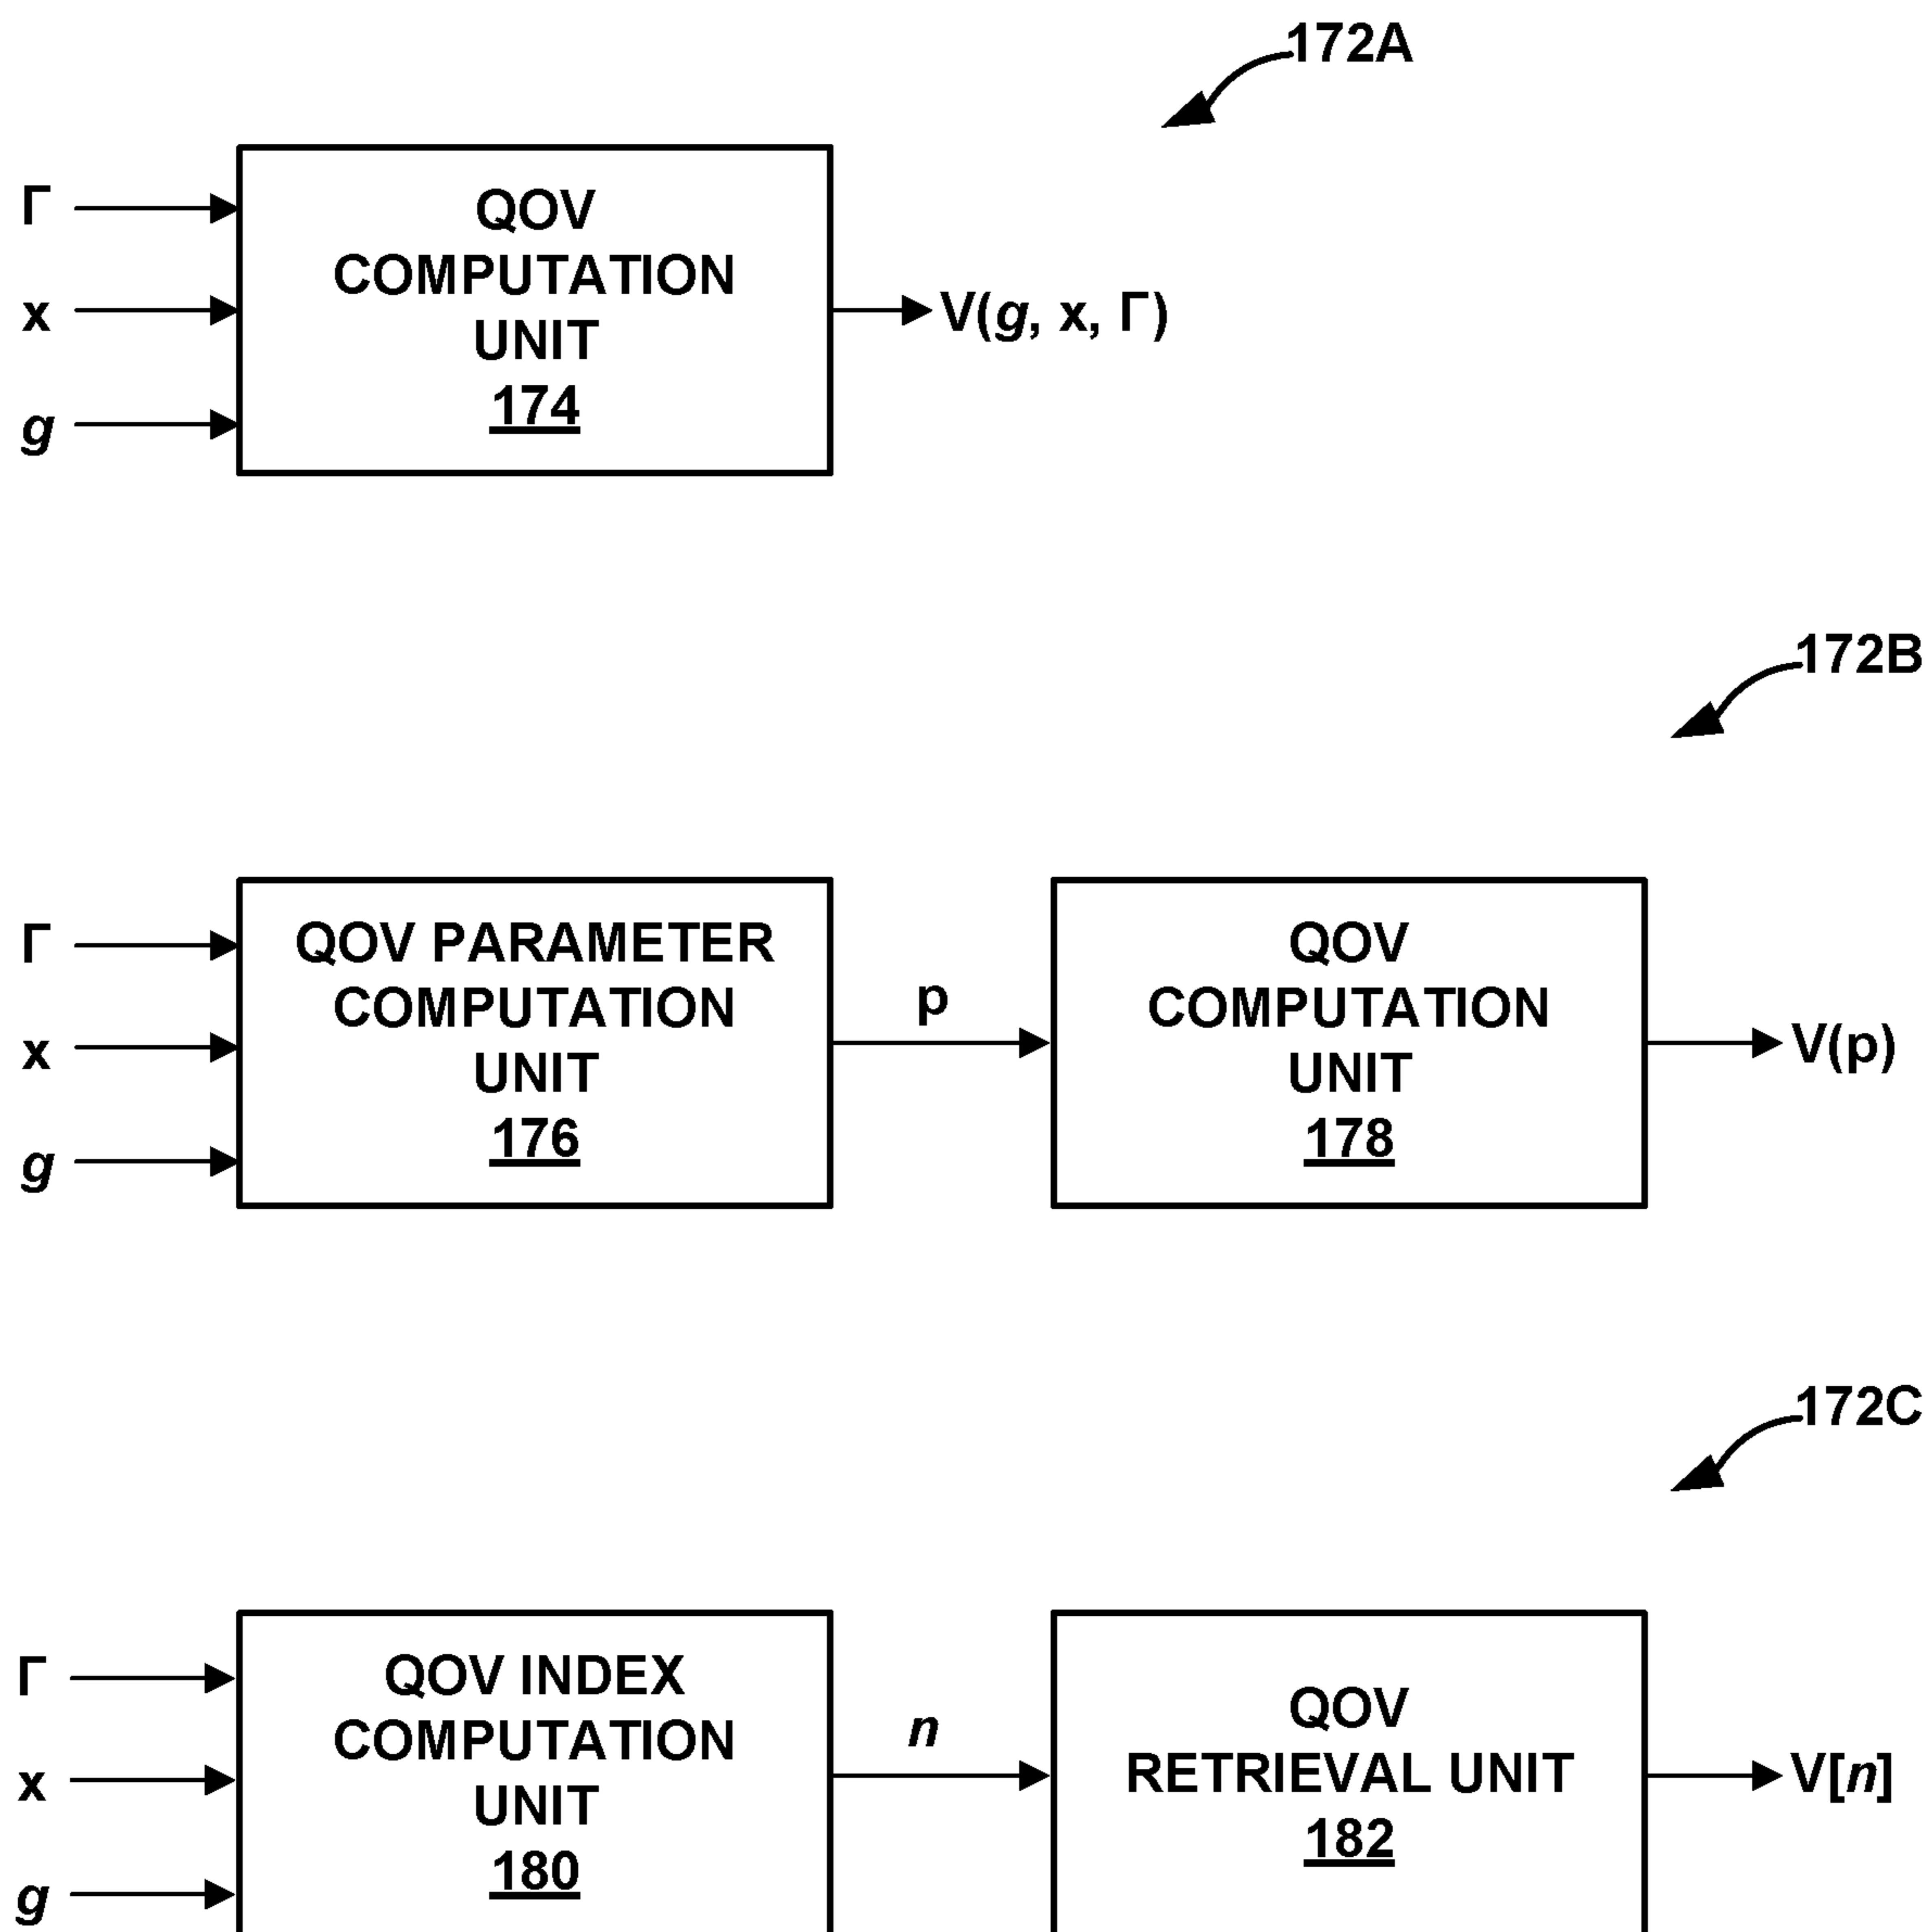 172A
Γ
x
g
QOV
COMPUTATION
UNIT
174
V(g, x, Γ)
172B
Γ
x
g
QOV PARAMETER
COMPUTATION
UNIT
176
p
QOV
COMPUTATION
UNIT
178
V(p)
172C
Γ
x
g
QOV INDEX
COMPUTATION
UNIT
180
n
QOV
RETRIEVAL UNIT
182
V[n]